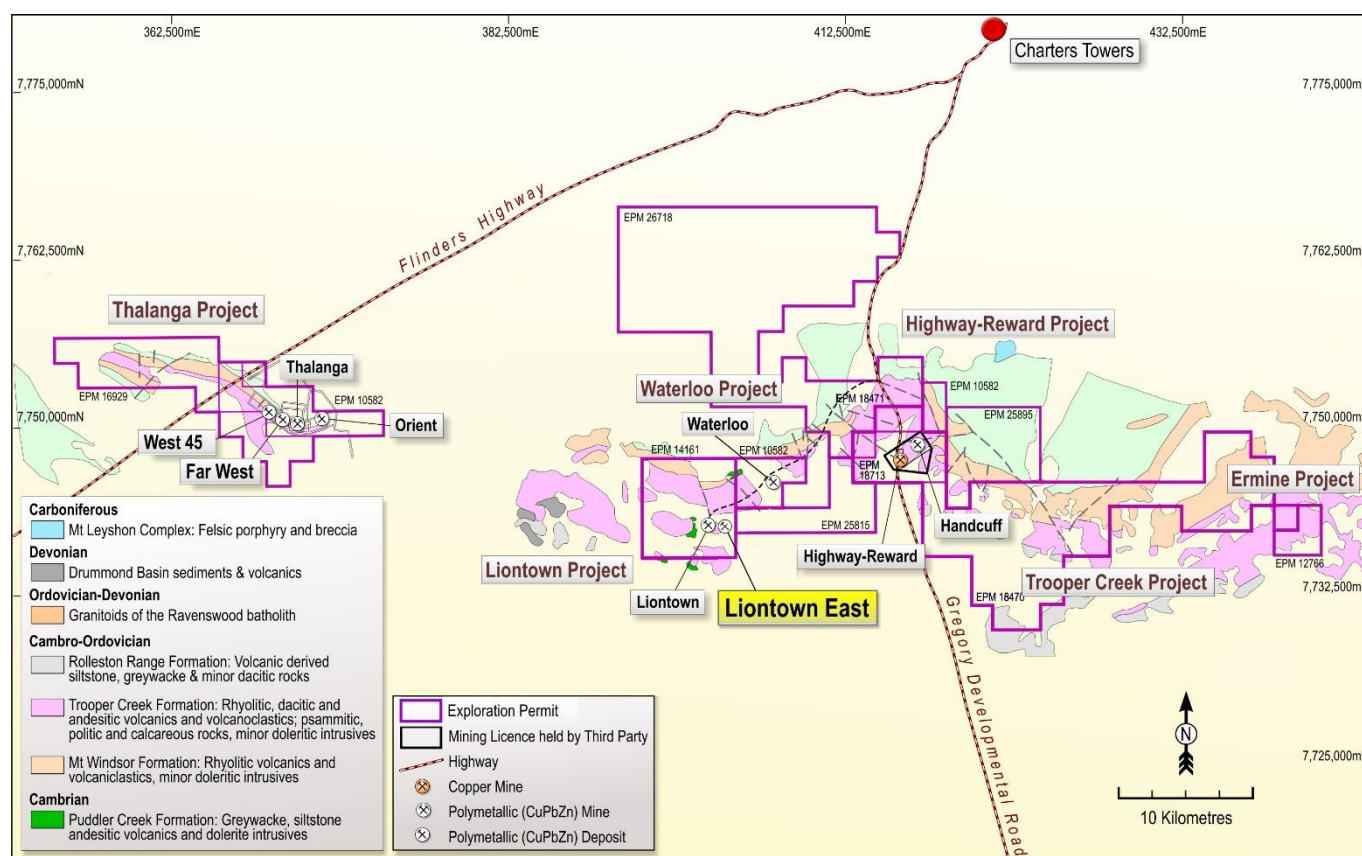 362,500mE
382,500mE
412,500mE
432,500mE
Charters Towers
7,775,000mN
7,775,000mN
Flinders Highway
EPM 26718
7,762,500mN
7,762,500mN
Thalanga Project
Highway-Reward Project
Thalanga
Waterloo Project
EPM 16929
EPM 10582
EPM 18471
EPM 10582
EPM 25895
7,750,000mN
7,750,000mN
West 45
Orient
Waterloo
Far West
EPM 14161
EPM 10582
EPM
18713
Ermine Project
EPM 25815
Handcuff
Highway-Reward
Liontown Project
Trooper Creek Project
EPM 12766
Liontown
Liontown East
EPM 18470
7,732,500mN
Gregory Developmental Road
7,725,000mN
Carboniferous
Mt Leyshon Complex: Felsic porphyry and breccia
Devonian
Drummond Basin sediments & volcanics
Ordovician-Devonian
Granitoids of the Ravenswood batholith
Cambro-Ordovician
Rolleston Range Formation: Volcanic derived
siltstone, greywacke & minor dacitic rocks
Trooper Creek Formation: Rhyolitic, dacitic and
andesitic volcanics and volcanoclastics; psammitic,
politic and calcareous rocks, minor doleritic intrusives
Mt Windsor Formation: Rhyolitic volcanics and
volcaniclastics, minor doleritic intrusives
Cambrian
Puddler Creek Formation: Greywacke, siltstone
andesitic volcanics and dolerite intrusives
Exploration Permit
Mining Licence held by Third Party
Highway
Copper Mine
Polymetallic (CuPbZn) Mine
Polymetallic (CuPbZn) Deposit
N
10 Kilometres